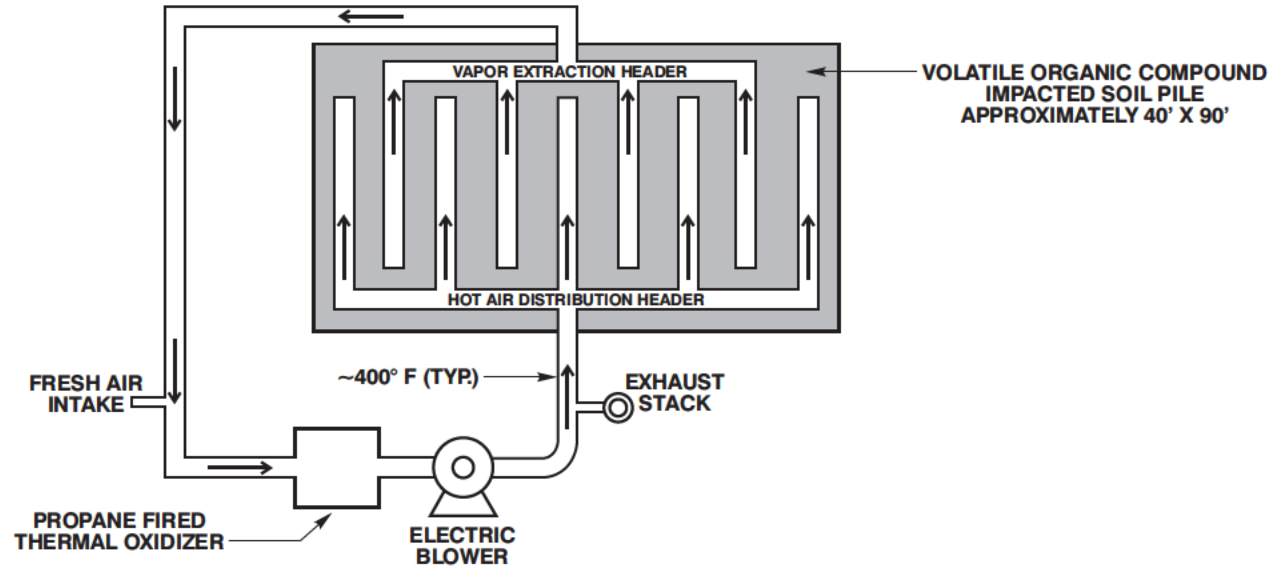 VAPOR EXTRACTION HEADER
VOLATILE ORGANIC COMPOUND
IMPACTED SOIL PILE
APPROXIMATELY 40’ X 90’
HOT AIR DISTRIBUTION HEADER
~400° F (TYP.)
FRESH AIR
INTAKE
EXHAUST
STACK
PROPANE FIRED
THERMAL OXIDIZER
ELECTRIC
BLOWER